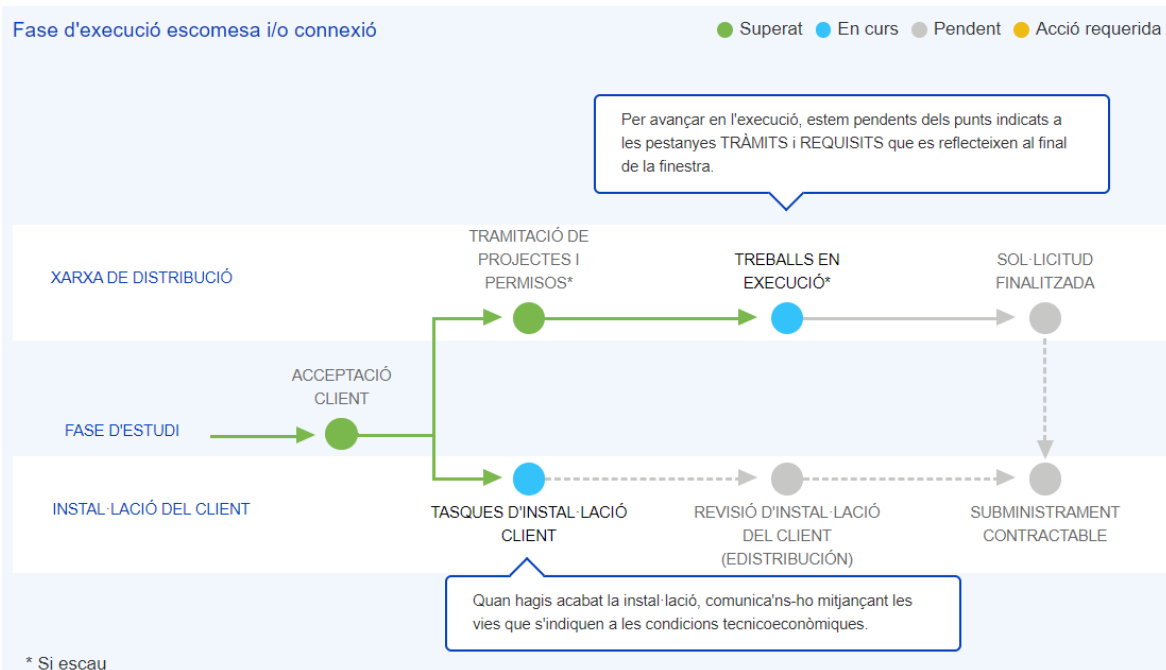 Fase d'execució escomesa i/o connexió
Superat
En curs
Pendent
Acció requerida
Per avançar en l'execució, estem pendents dels punts indicats a
les pestanyes TRÀMITS i REQUISITS que es reflecteixen al final
de la finestra.
XARXA DE DISTRIBUCIÓ
TRAMITACIÓ DE
PROJECTES I
PERMISOS*
TREBALLS EN
EXECUCIÓ*
SOL·LICITUD
FINALITZADA
ACCEPTACIÓ
CLIENT
FASE D'ESTUDI
INSTAL·LACIÓ DEL CLIENT
TASQUES D'INSTAL·LACIÓ
CLIENT
REVISIÓ D'INSTAL·LACIÓ
DEL CLIENT
(EDISTRIBUCIÓN)
SUBMINISTRAMENT
CONTRACTABLE
Quan hagis acabat la instal·lació, comunica'ns-ho mitjançant les
vies que s'indiquen a les condicions tecnicoeconòmiques.
* Si escau